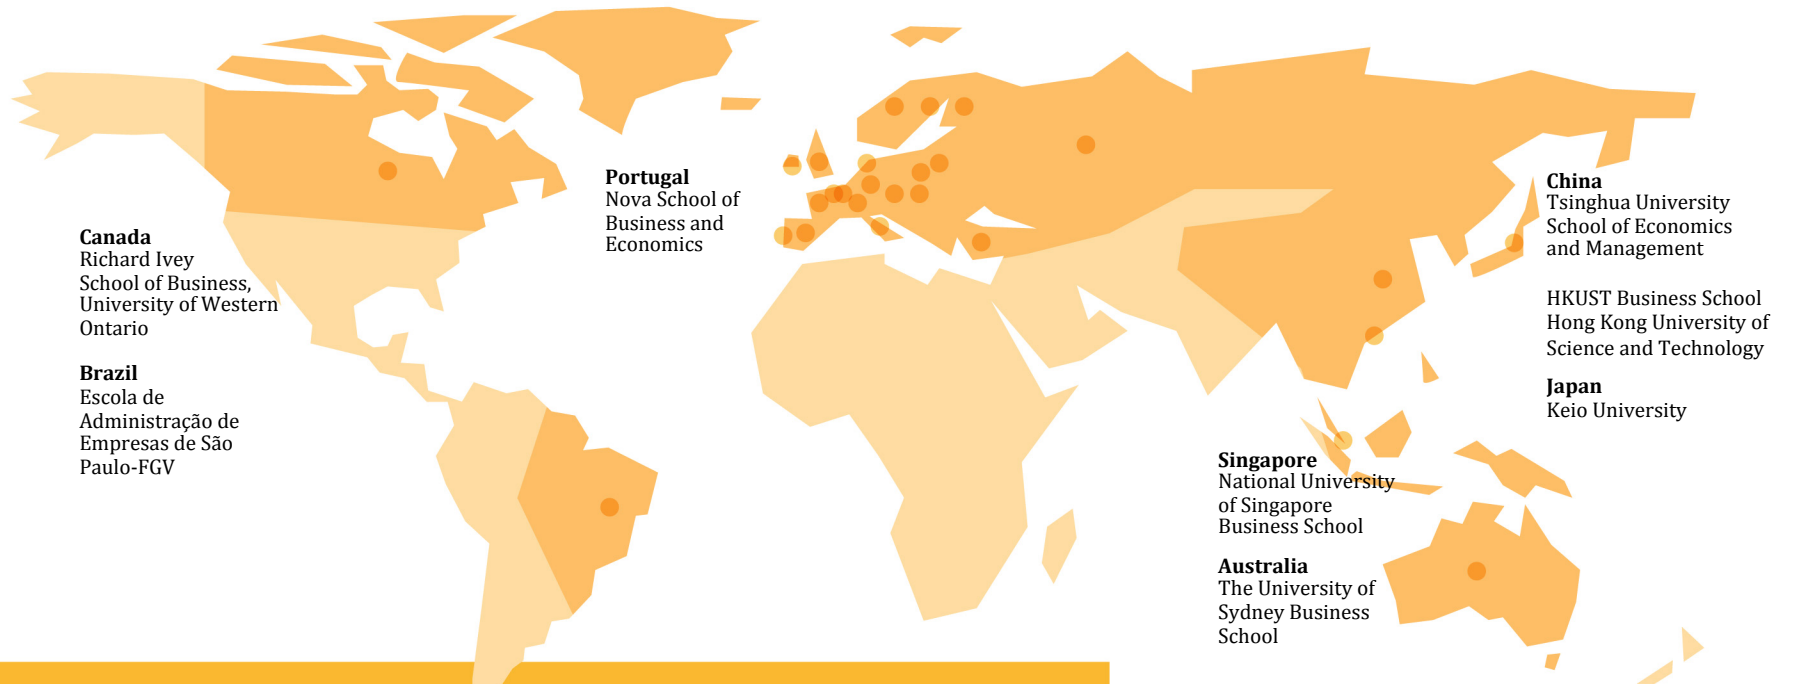 Canada
Richard Ivey
School of Business,
University of Western
Ontario
Brazil
Escola de
Administração de
Empresas de São
Paulo-FGV
Portugal
Nova School of
Business and
Economics
China
Tsinghua University
School of Economics
and Management
HKUST Business School
Hong Kong University of
Science and Technology
Japan
Keio University
Singapore
National University
of Singapore
Business School
Australia
The University of
Sydney Business
School